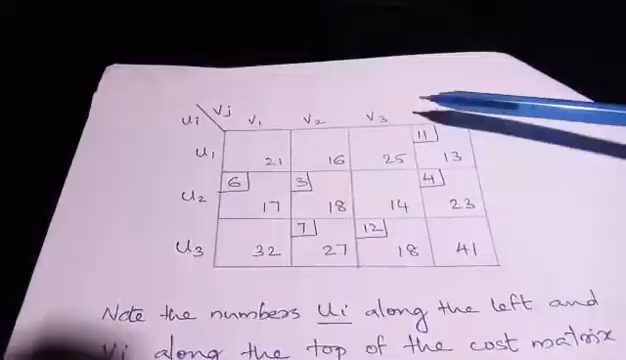 ui vj v1 v2 v3
u1 21 16 25 11 13
u2 6 17 3 18 14 4 23
u3 32 7 27 12 18 41
Note the numbers ui along the left and
vj along the top of the cost matrix